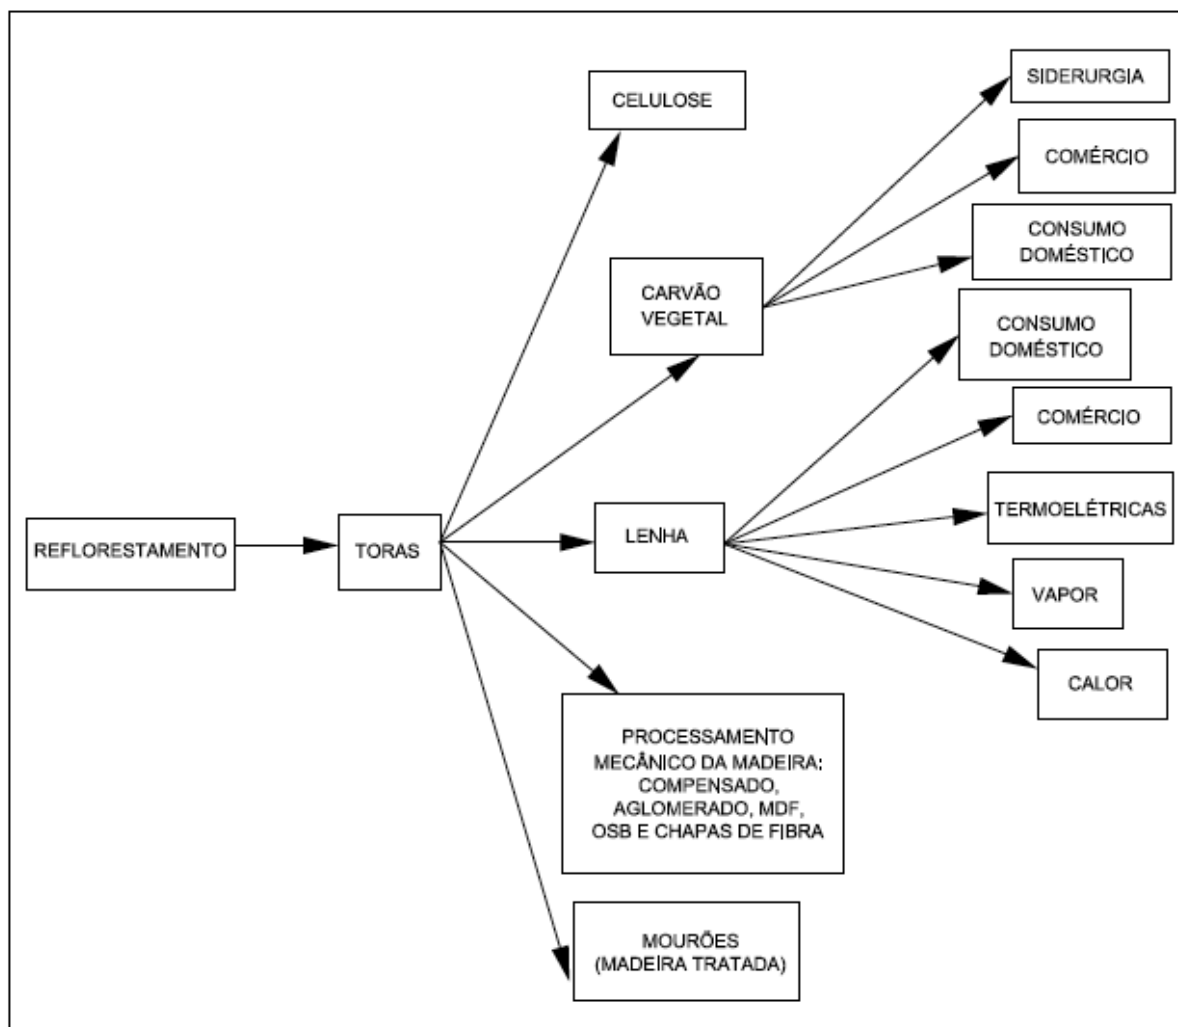 REFLORESTAMENTO
TORAS
CELULOSE
CARVÃO
VEGETAL
LENHA
PROCESSAMENTO
MECÂNICO DA MADEIRA:
COMPENSADO,
AGLOMERADO, MDF,
OSB E CHAPAS DE FIBRA
MOURÕES
(MADEIRA TRATADA)
SIDERURGIA
COMÉRCIO
CONSUMO
DOMÉSTICO
CONSUMO
DOMÉSTICO
COMÉRCIO
TERMOELÉTRICAS
VAPOR
CALOR